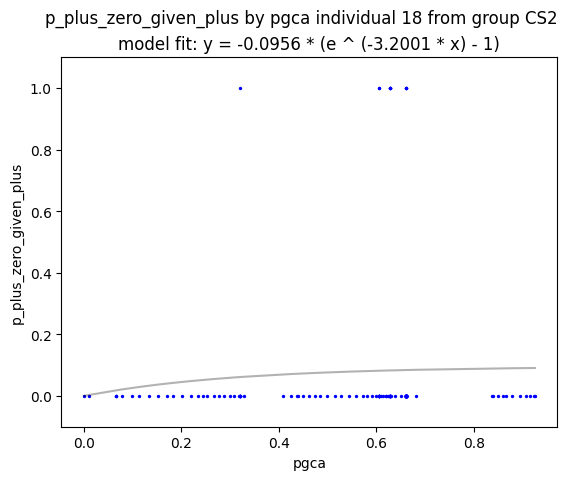 p_plus_zero_given_plus by pgca individual 18 from group CS2
model fit: y = -0.0956 * (e ^ (-3.2001 * x) - 1)
1.0
0.8
0.6
0.4
0.2
0.0
p_plus_zero_given_plus
0.0 0.2 0.4 0.6 0.8
pgca